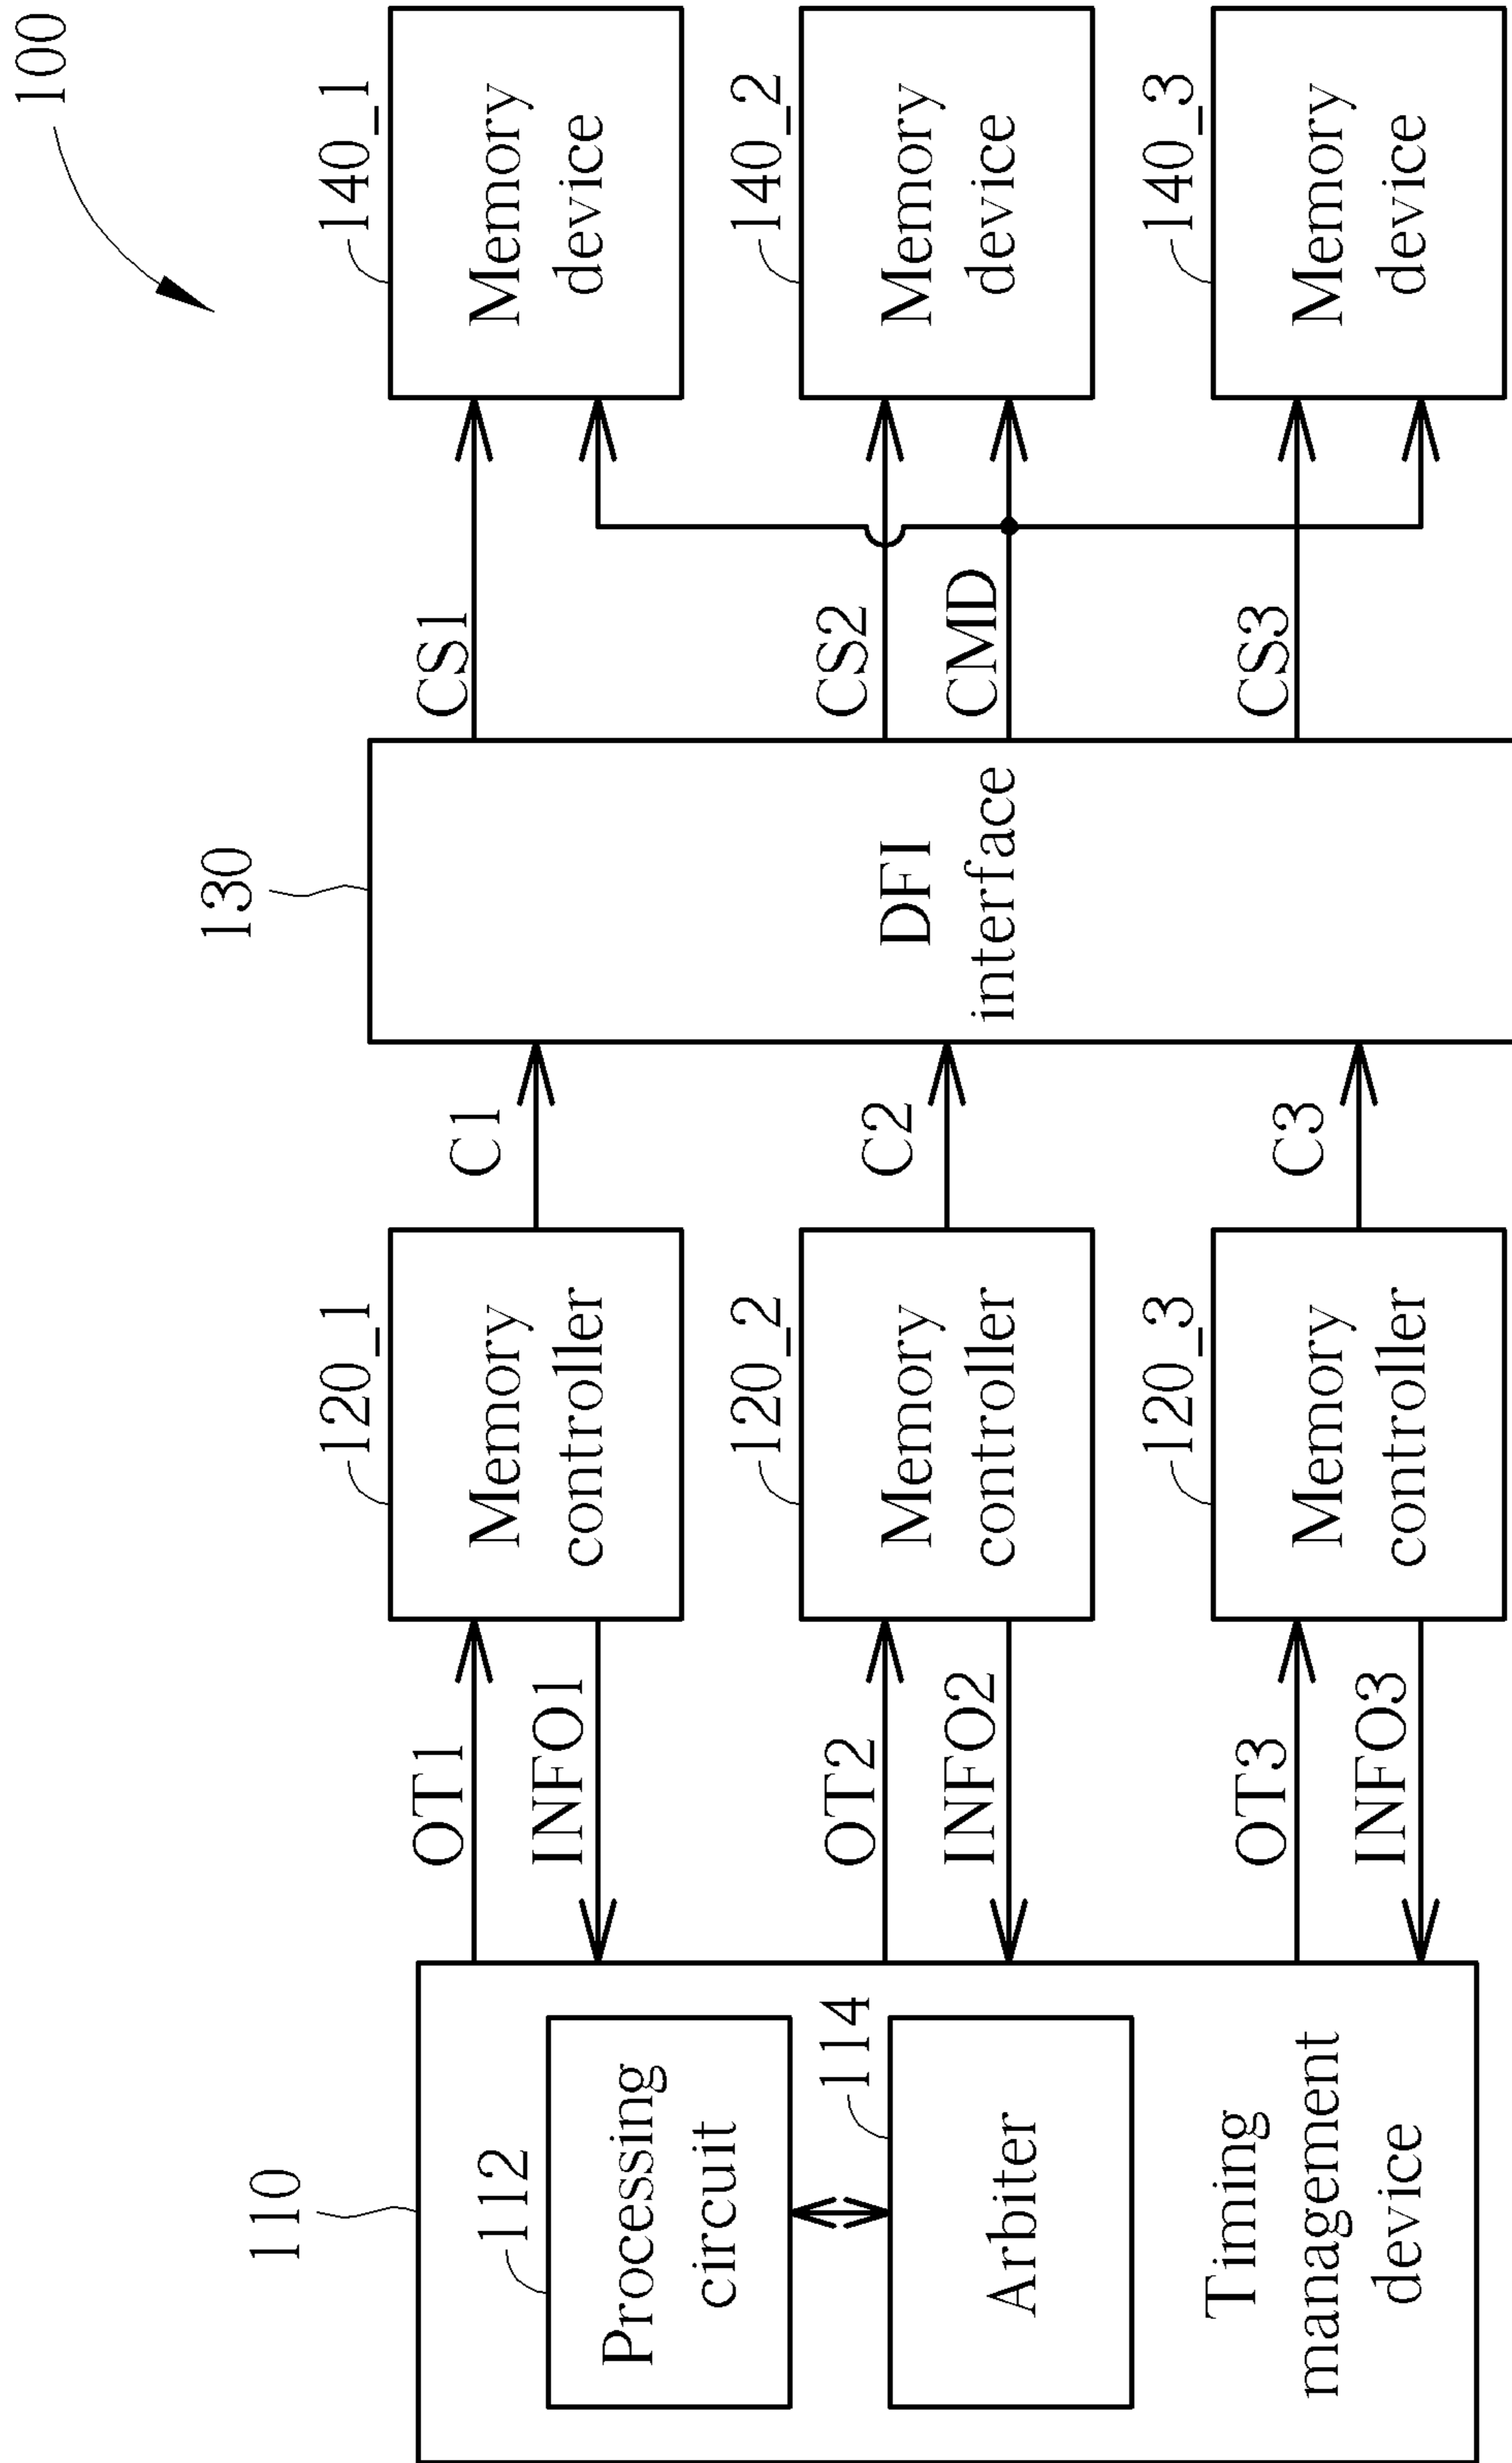 100
110
112
Processing
circuit
114
Arbiter
Timing
management
device
OT1
INFO1
OT2
INFO2
OT3
INFO3
120_1
Memory
controller
120_2
Memory
controller
120_3
Memory
controller
C1
C2
C3
130
DFI
interface
CS1
CS2
CMD
CS3
140_1
Memory
device
140_2
Memory
device
140_3
Memory
device